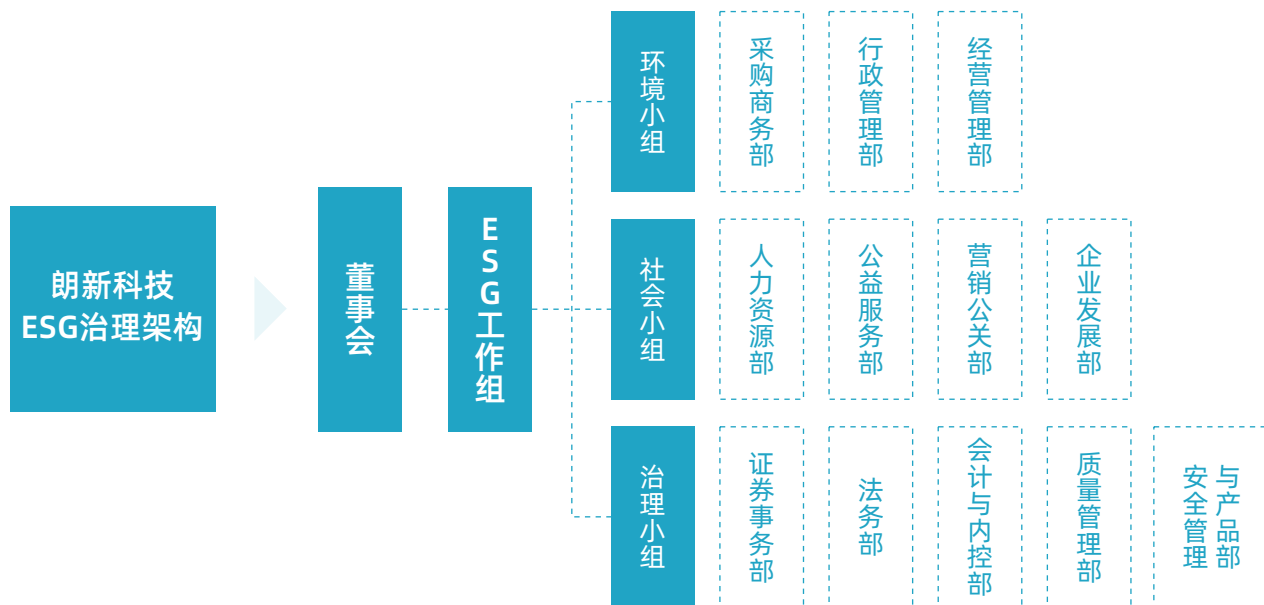 朗新科技
ESG治理架构
董事会
ESG工作组
环境小组
采购商务部
行政管理部
经营管理部
社会小组
人力资源部
公益服务部
营销公关部
企业发展部
治理小组
证券事务部
法务部
会计与内控部
质量管理部
安全管理
与产品部